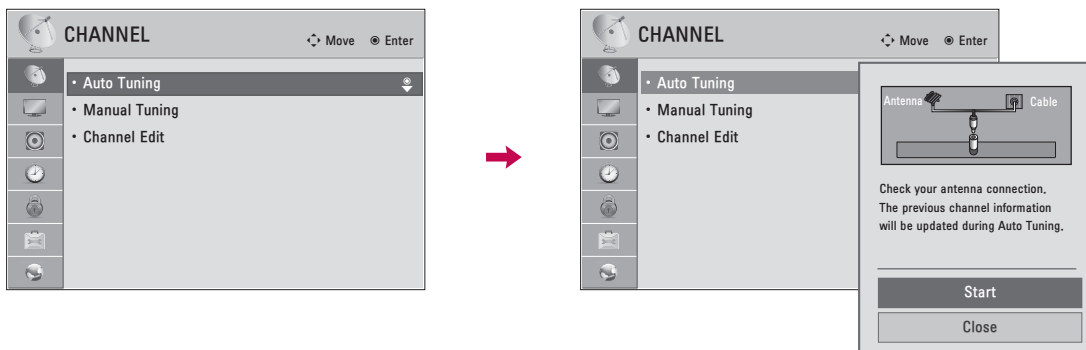 CHANNEL
Move Enter
• Auto Tuning
• Manual Tuning
• Channel Edit
CHANNEL
Move Enter
• Auto Tuning
• Manual Tuning
• Channel Edit
Antenna Cable
Check your antenna connection.
The previous channel information
will be updated during Auto Tuning.
Start
Close